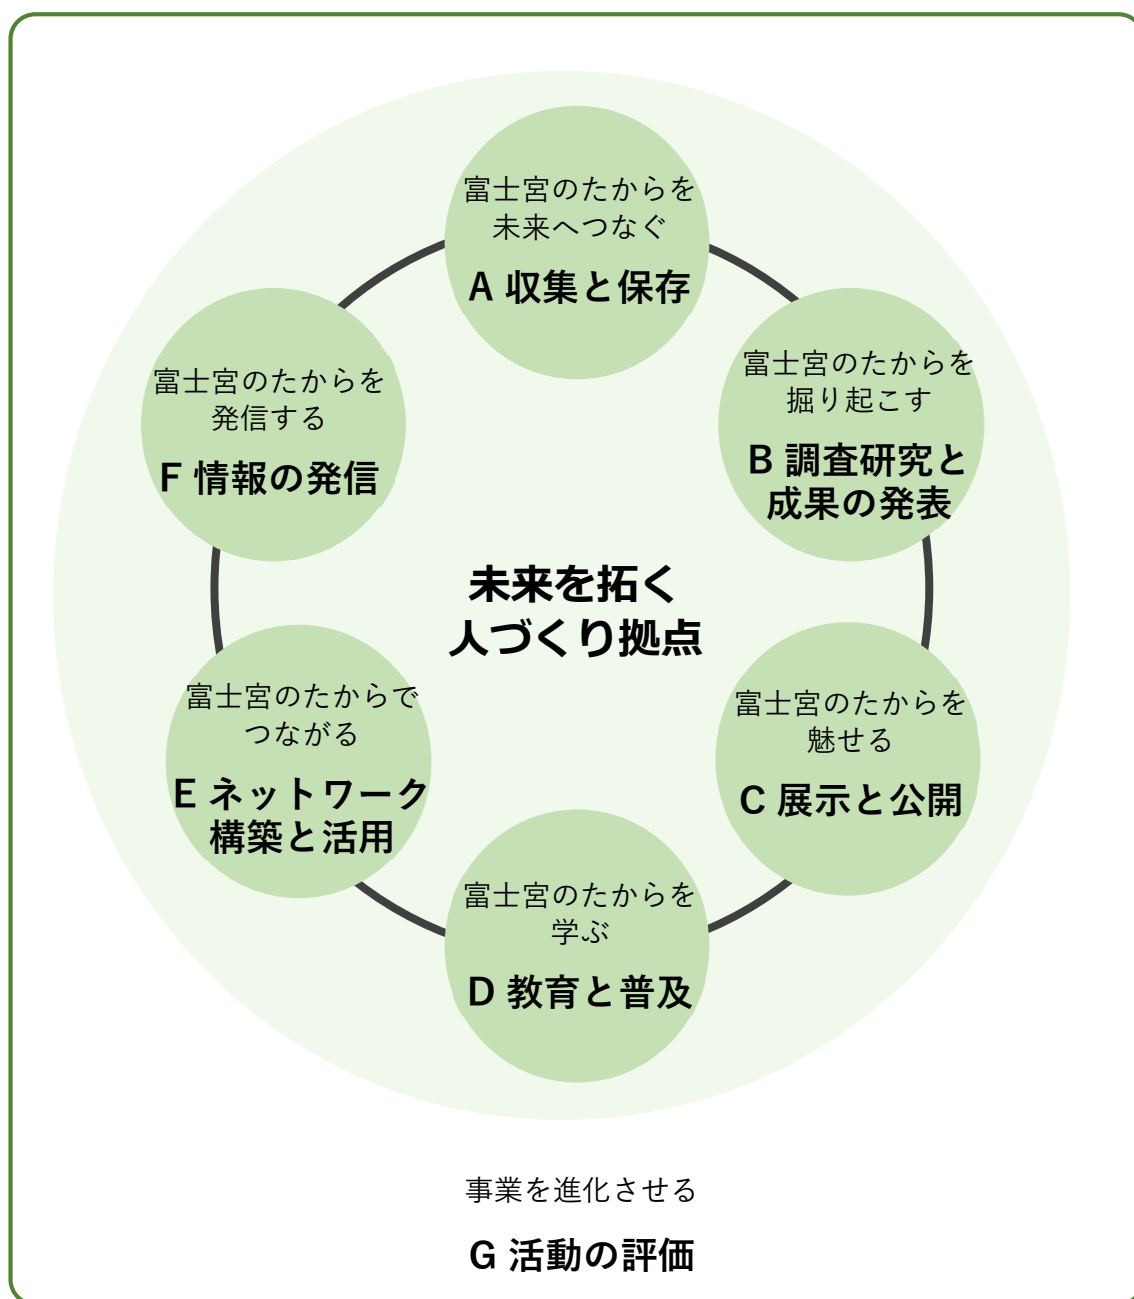 富士宮のたからを
未来へつなぐ
A 収集と保存
富士宮のたからを
掘り起こす
B 調査研究と
成果の発表
富士宮のたからを
魅せる
C 展示と公開
富士宮のたからを
学ぶ
D 教育と普及
富士宮のたからで
つながる
E ネットワーク
構築と活用
富士宮のたからを
発信する
F 情報の発信
未来を拓く
人づくり拠点
事業を進化させる
G 活動の評価